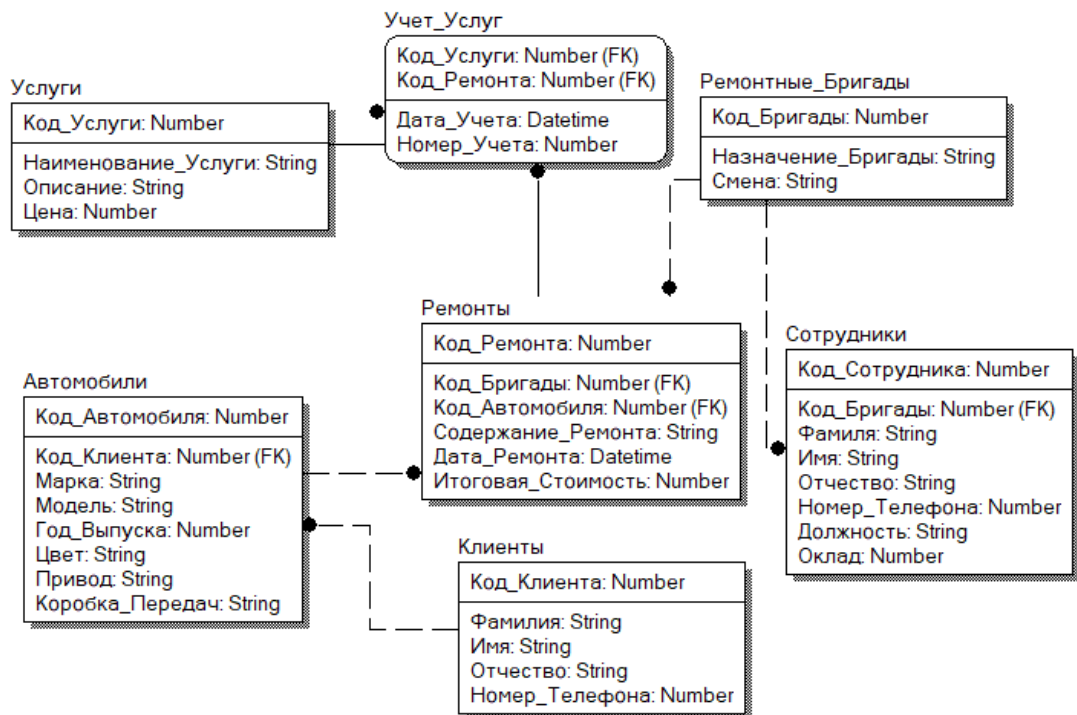 Учет_Услуг
Код_Услуги: Number (FK)
Код_Ремонта: Number (FK)
Дата_Учета: Datetime
Номер_Учета: Number
Услуги
Код_Услуги: Number
Наименование_Услуги: String
Описание: String
Цена: Number
Ремонтные_Бригады
Код_Бригады: Number
Назначение_Бригады: String
Смена: String
Ремонты
Код_Ремонта: Number
Код_Бригады: Number (FK)
Код_Автомобиля: Number (FK)
Содержание_Ремонта: String
Дата_Ремонта: Datetime
Итоговая_Стоимость: Number
Сотрудники
Код_Сотрудника: Number
Код_Бригады: Number (FK)
Фамиля: String
Имя: String
Отчество: String
Номер_Телефона: Number
Должность: String
Оклад: Number
Автомобили
Код_Автомобиля: Number
Код_Клиента: Number (FK)
Марка: String
Модель: String
Год_Выпуска: Number
Цвет: String
Привод: String
Коробка_Передач: String
Клиенты
Код_Клиента: Number
Фамилия: String
Имя: String
Отчество: String
Номер_Телефона: Number